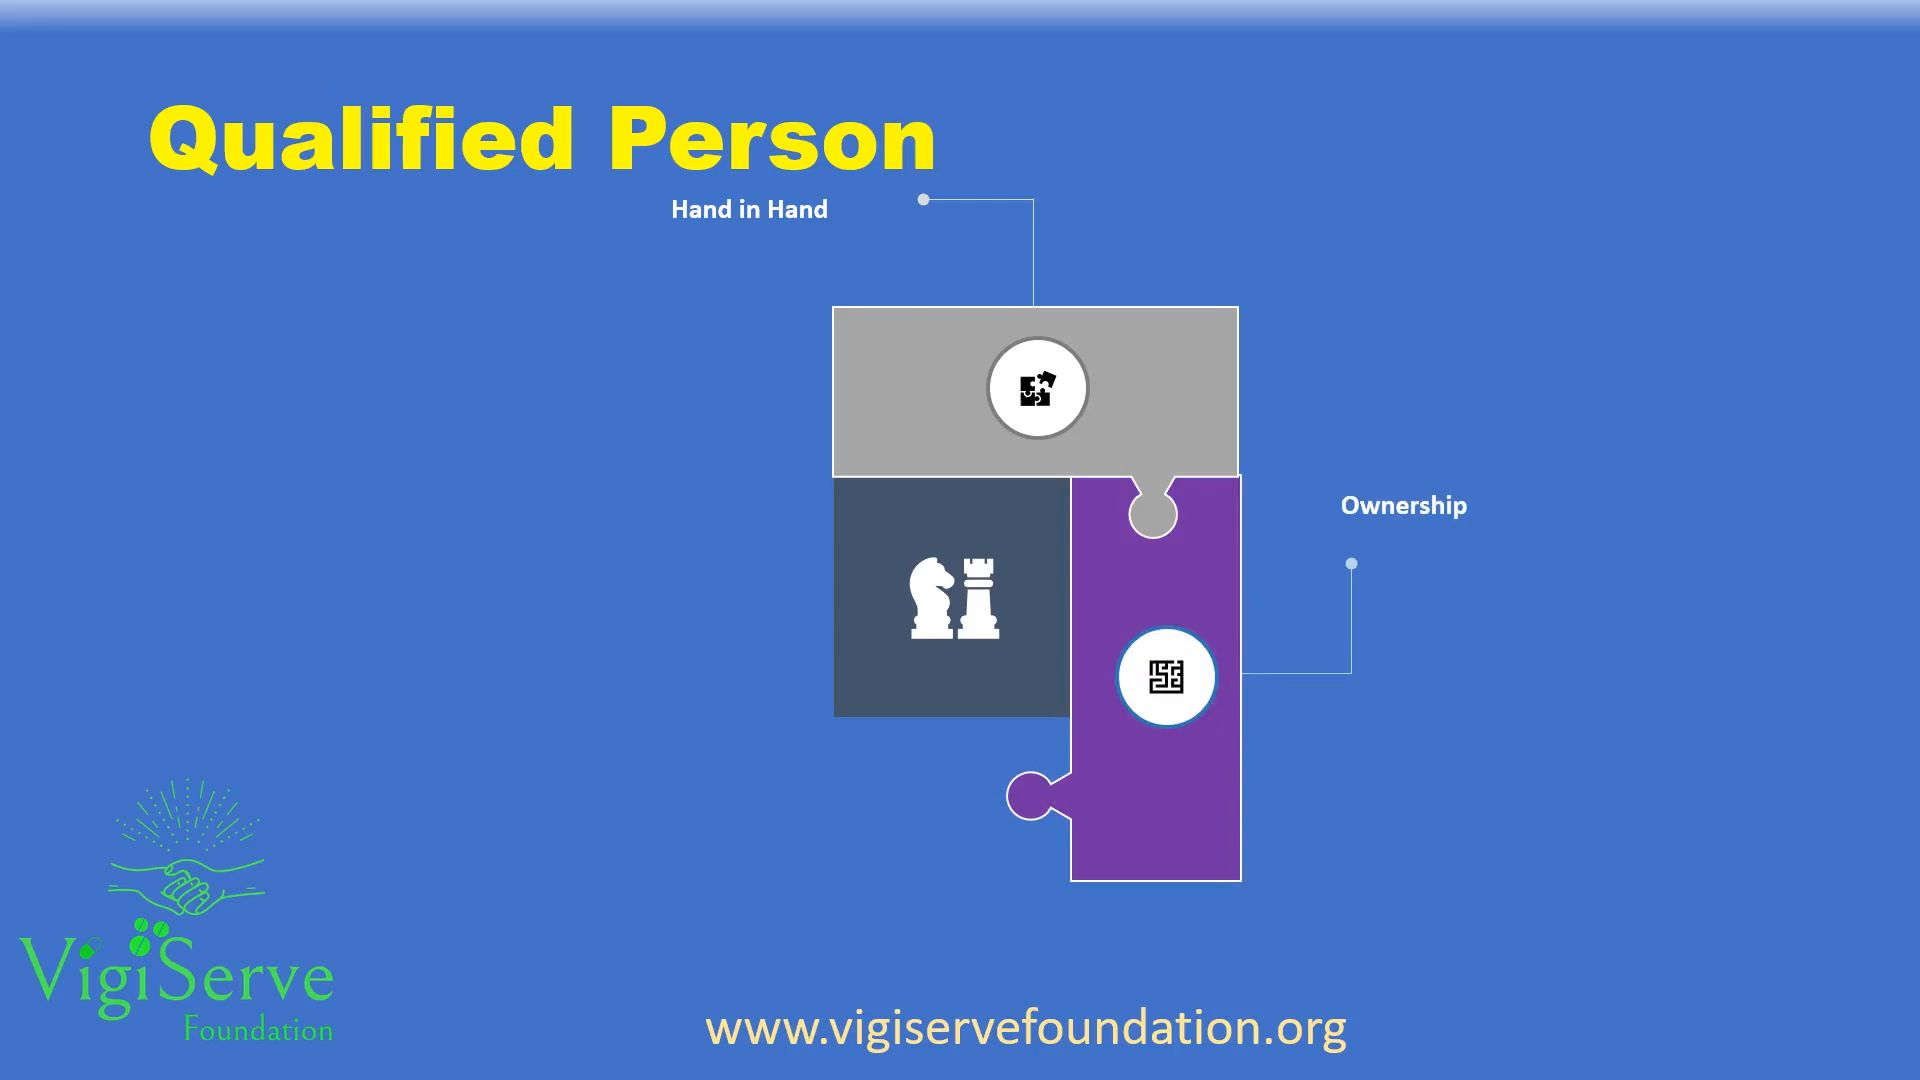 Qualified Person
Hand in Hand
Ownership
VigiServe
Foundation
www.vigiservefoundation.org